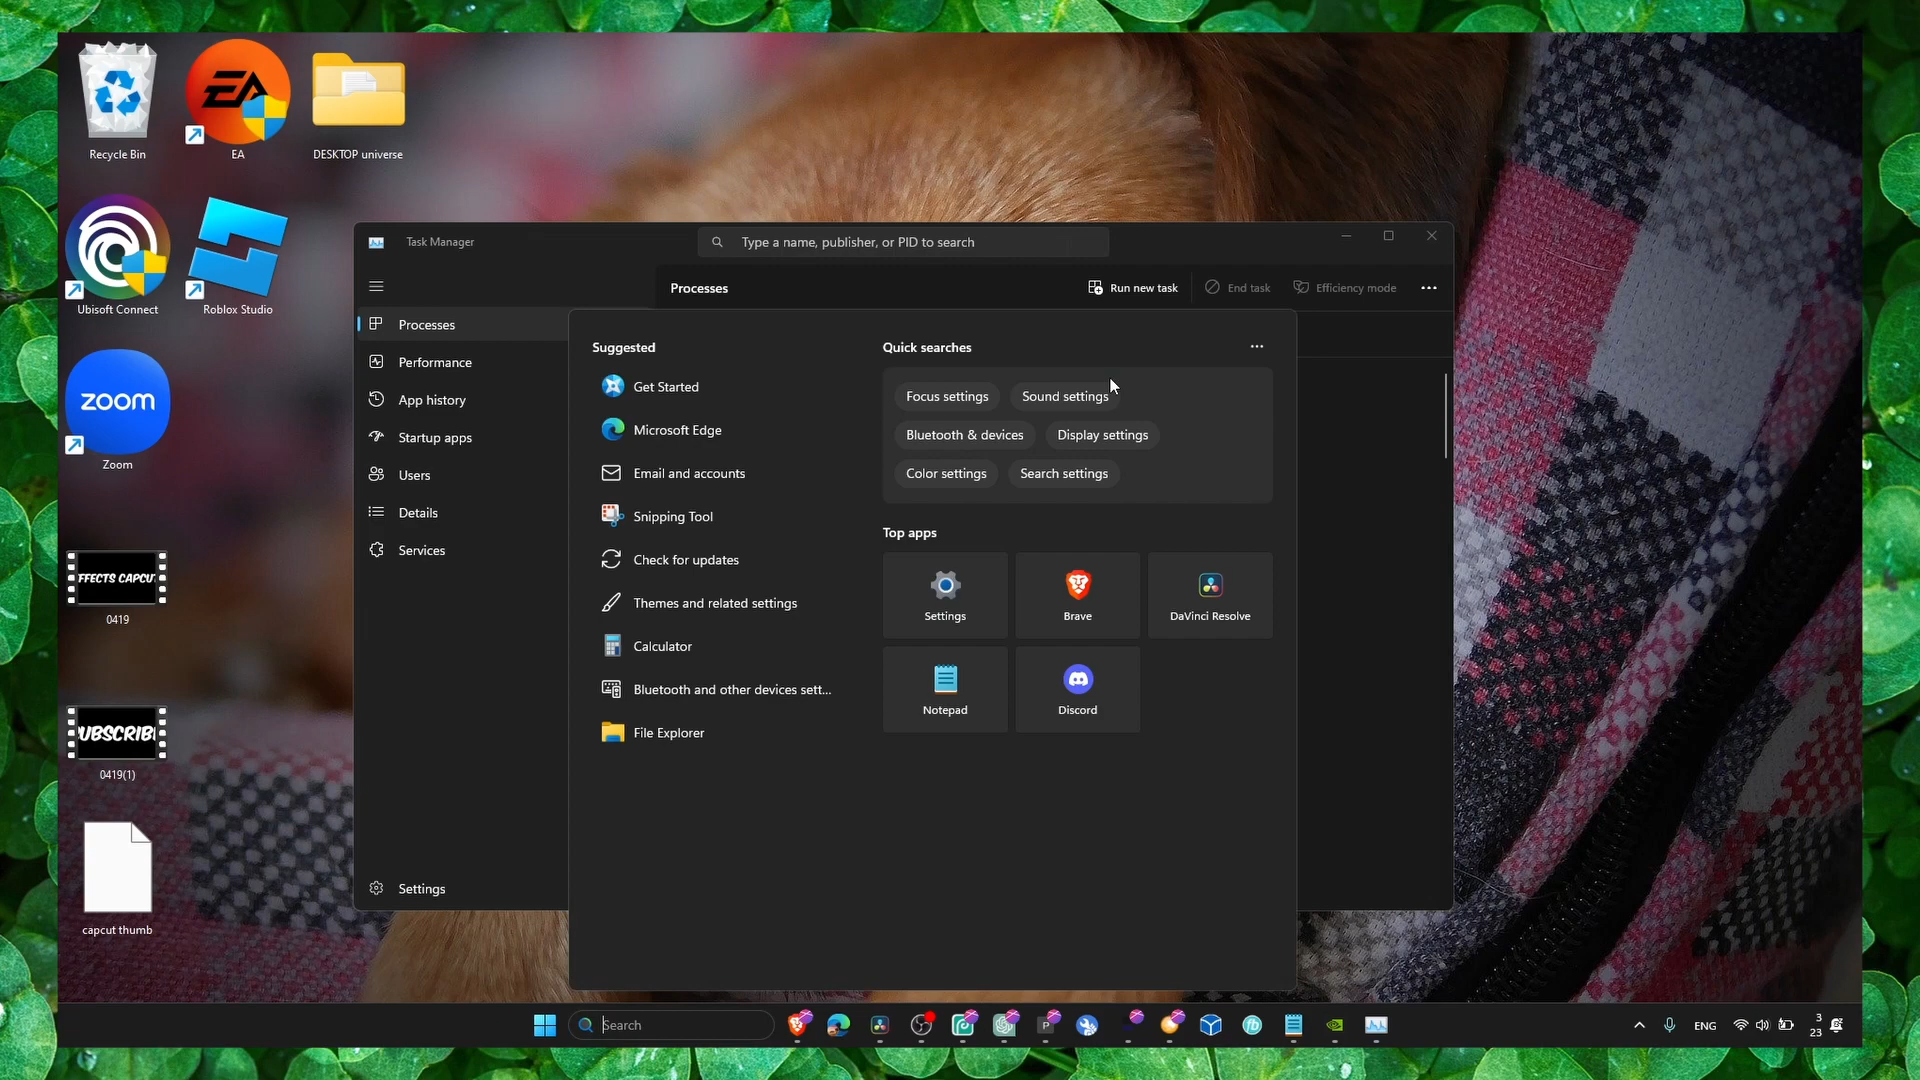 Recycle Bin
EA
EA
DESKTOP universe
Ubisoft Connect
Roblox Studio
zoom
Zoom
FFECTS CAPCU
0419
UBSCRIB
0419(1)
capcut thumb
Task Manager
Type a name, publisher, or PID to search
Processes
Run new task
End task
Efficiency mode
Processes
Performance
App history
Startup apps
Users
Details
Services
Settings
Suggested
Get Started
Microsoft Edge
Email and accounts
Snipping Tool
Check for updates
Themes and related settings
Calculator
Bluetooth and other devices sett...
File Explorer
Quick searches
Focus settings
Sound settings
Bluetooth & devices
Display settings
Color settings
Search settings
Top apps
Settings
Brave
DaVinci Resolve
Notepad
Discord
Search
P
fb
ENG
3
23